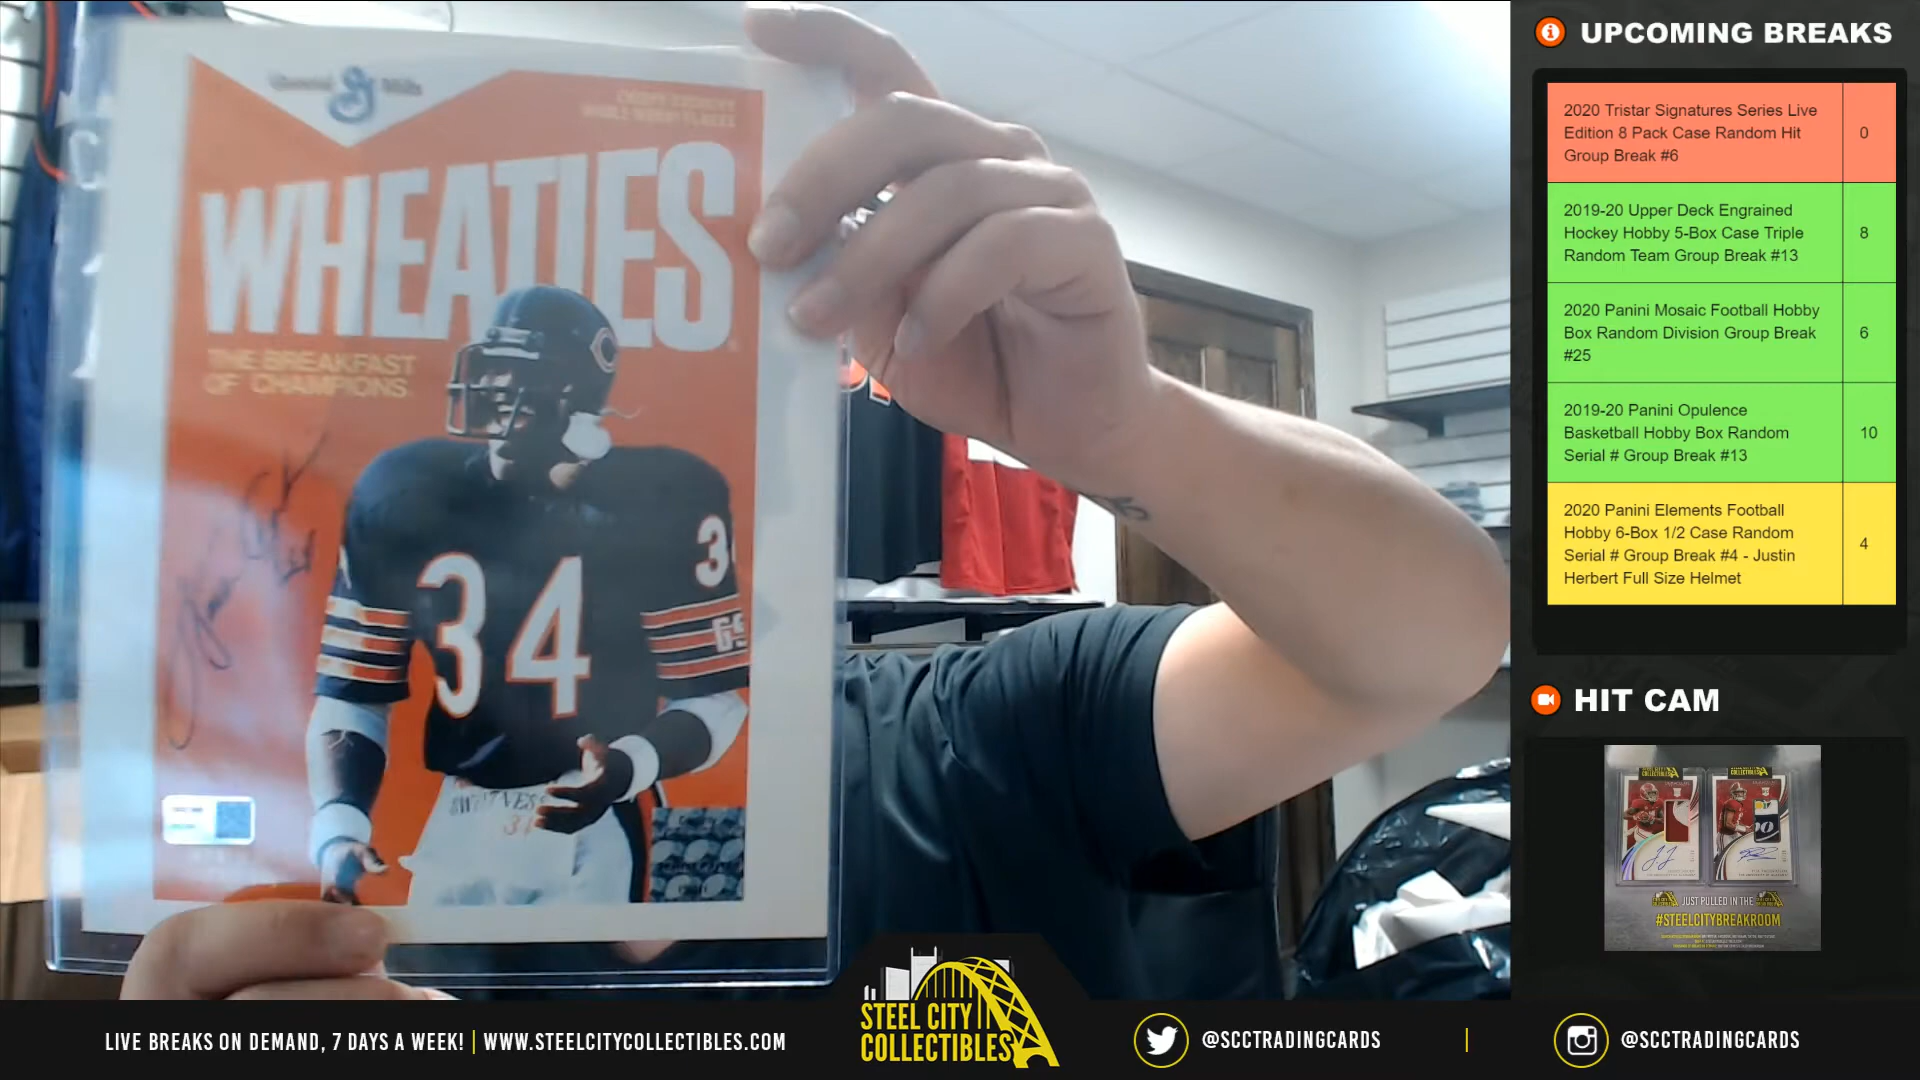 General Mills
WHEATIES
THE BREAKFAST
OF CHAMPIONS
34
3
GS
34
UPCOMING BREAKS
2020 Tristar Signatures Series Live
Edition 8 Pack Case Random Hit
Group Break #6
0
2019-20 Upper Deck Engrained
Hockey Hobby 5-Box Case Triple
Random Team Group Break #13
8
2020 Panini Mosaic Football Hobby
Box Random Division Group Break
#25
6
2019-20 Panini Opulence
Basketball Hobby Box Random
Serial # Group Break #13
10
2020 Panini Elements Football
Hobby 6-Box 1/2 Case Random
Serial # Group Break #4 - Justin
Herbert Full Size Helmet
4
HIT CAM
JUST PULLED IN THE
#STEELCITYBREAKROOM
LIVE BREAKS ON DEMAND, 7 DAYS A WEEK! | WWW.STEELCITYCOLLECTIBLES.COM
STEEL CITY
COLLECTIBLES
@SCCTRADINGCARDS
@SCCTRADINGCARDS